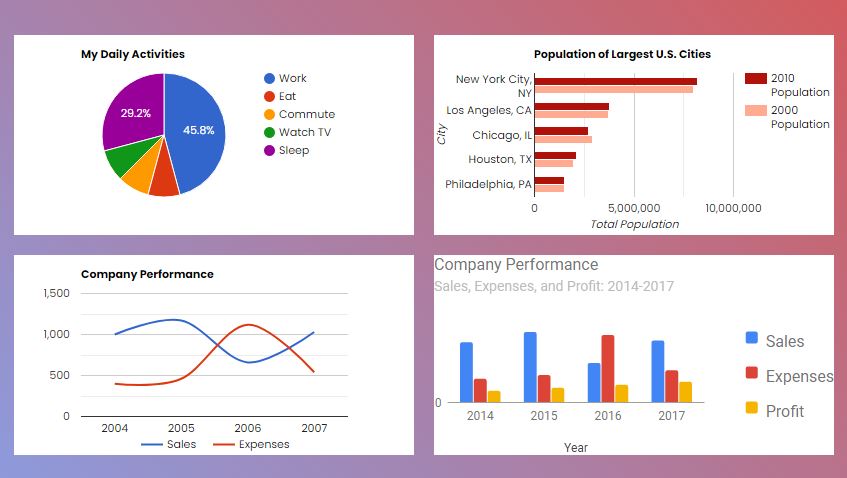 My Daily Activities
29.2%
45.8%
Work
Eat
Commute
Watch TV
Sleep
Population of Largest U.S. Cities
City
New York City,
NY
Los Angeles, CA
Chicago, IL
Houston, TX
Philadelphia, PA
0
5,000,000
10,000,000
Total Population
2010
Population
2000
Population
Company Performance
1,500
1,000
500
0
2004
2005
2006
2007
Sales
Expenses
Company Performance
Sales, Expenses, and Profit: 2014-2017
0
2014
2015
2016
2017
Year
Sales
Expenses
Profit